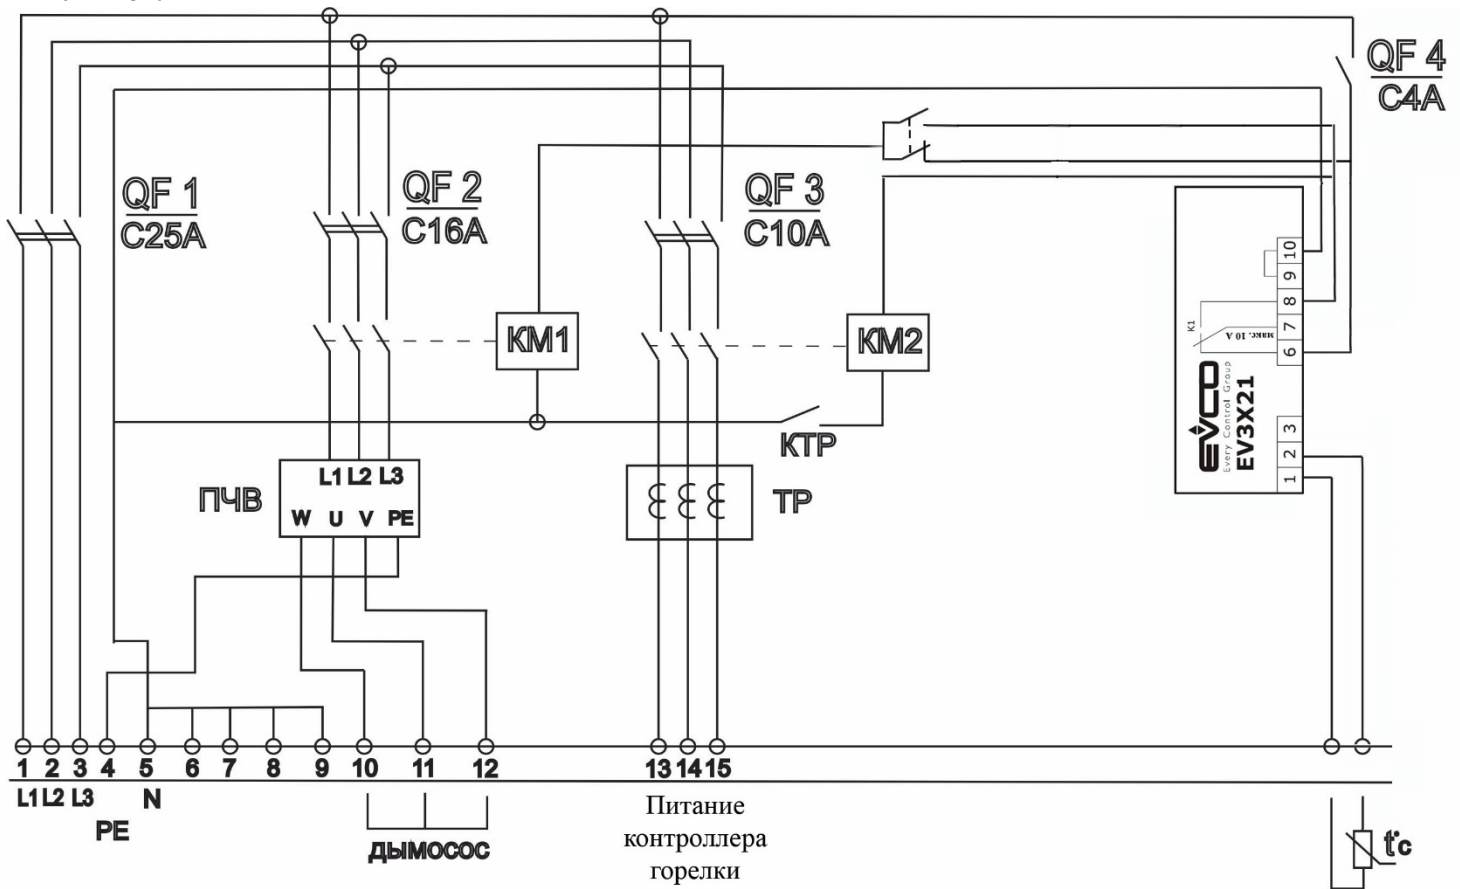 QF 4
C4A
QF 1
C25A
QF 2
C16A
QF 3
C10A
КМ1
КМ2
КТР
ТР
ПЧВ
L1 L2 L3
W U V PE
10
9
8
7
6
3
2
1
K1
макс. 10 А
EVCO
Every Control Group
EV3X21
1 2 3 4 5 6 7 8 9 10 11 12 13 14 15
L1 L2 L3 N
PE
дымосос
Питание
контроллера
горелки
t°c